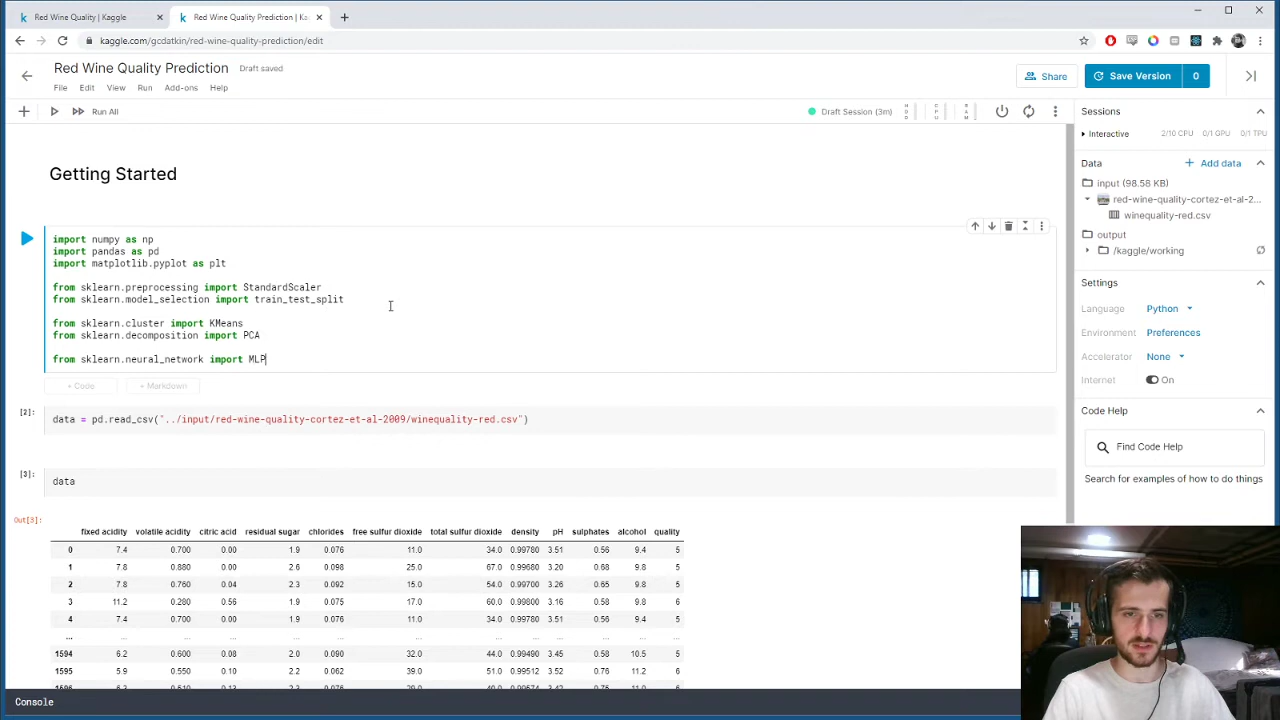 Red Wine Quality | Kaggle
Red Wine Quality Prediction | Ka
kaggle.com/gcdatkin/red-wine-quality-prediction/edit
Red Wine Quality Prediction
Draft saved
File Edit View Run Add-ons Help
Share
Save Version 0
Run All
Draft Session (3m)
Getting Started
import numpy as np
import pandas as pd
import matplotlib.pyplot as plt
from sklearn.preprocessing import StandardScaler
from sklearn.model_selection import train_test_split
from sklearn.cluster import KMeans
from sklearn.decomposition import PCA
from sklearn.neural_network import MLP
+ Code + Markdown
[2]: data = pd.read_csv("../input/red-wine-quality-cortez-et-al-2009/winequality-red.csv")
[3]: data
Out[3]:
fixed acidity volatile acidity citric acid residual sugar chlorides free sulfur dioxide total sulfur dioxide density pH sulphates alcohol quality
0 7.4 0.700 0.00 1.9 0.076 11.0 34.0 0.99780 3.51 0.56 9.4 5
1 7.8 0.880 0.00 2.6 0.098 25.0 67.0 0.99680 3.20 0.68 9.8 5
2 7.8 0.760 0.04 2.3 0.092 15.0 54.0 0.99700 3.26 0.65 9.8 5
3 11.2 0.280 0.56 1.9 0.075 17.0 60.0 0.99800 3.16 0.58 9.8 6
4 7.4 0.700 0.00 1.9 0.076 11.0 34.0 0.99780 3.51 0.56 9.4 5
... ... ... ... ... ... ... ... ... ... ... ... ...
1594 6.2 0.600 0.08 2.0 0.090 32.0 44.0 0.99490 3.45 0.58 10.5 5
1595 5.9 0.550 0.10 2.2 0.062 39.0 51.0 0.99512 3.52 0.76 11.2 6
Console
Sessions
Interactive 2/10 CPU 0/1 GPU 0/1 TPU
Data
+ Add data
input (98.58 KB)
red-wine-quality-cortez-et-al-2...
winequality-red.csv
output
/kaggle/working
Settings
Language Python
Environment Preferences
Accelerator None
Internet On
Code Help
Find Code Help
Search for examples of how to do things